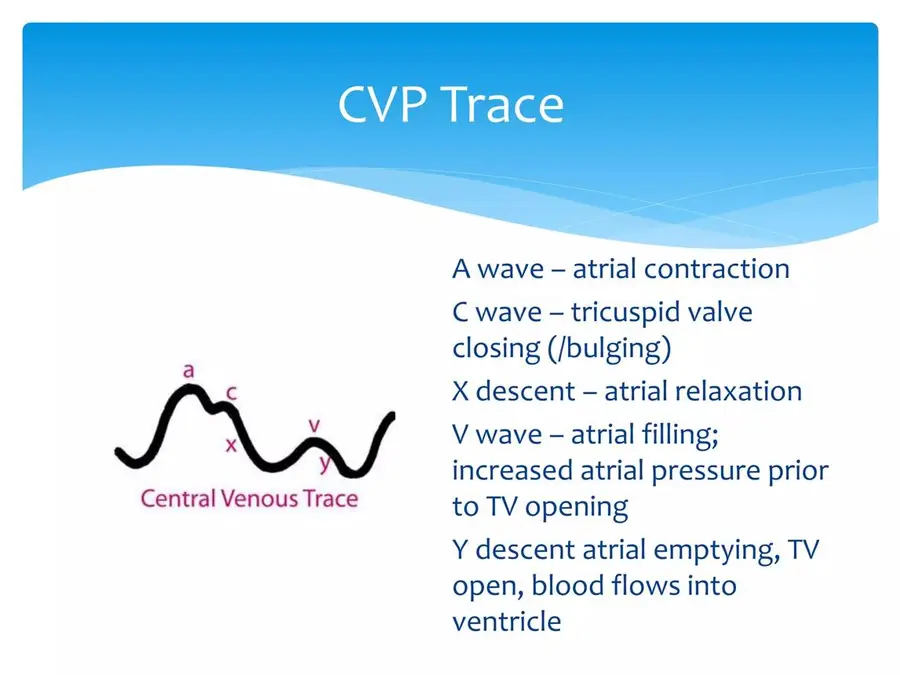 CVP Trace
A wave – atrial contraction
C wave – tricuspid valve
closing (/bulging)
X descent – atrial relaxation
V wave – atrial filling;
increased atrial pressure prior
to TV opening
Y descent atrial emptying, TV
open, blood flows into
ventricle
a
c
x
v
y
Central Venous Trace